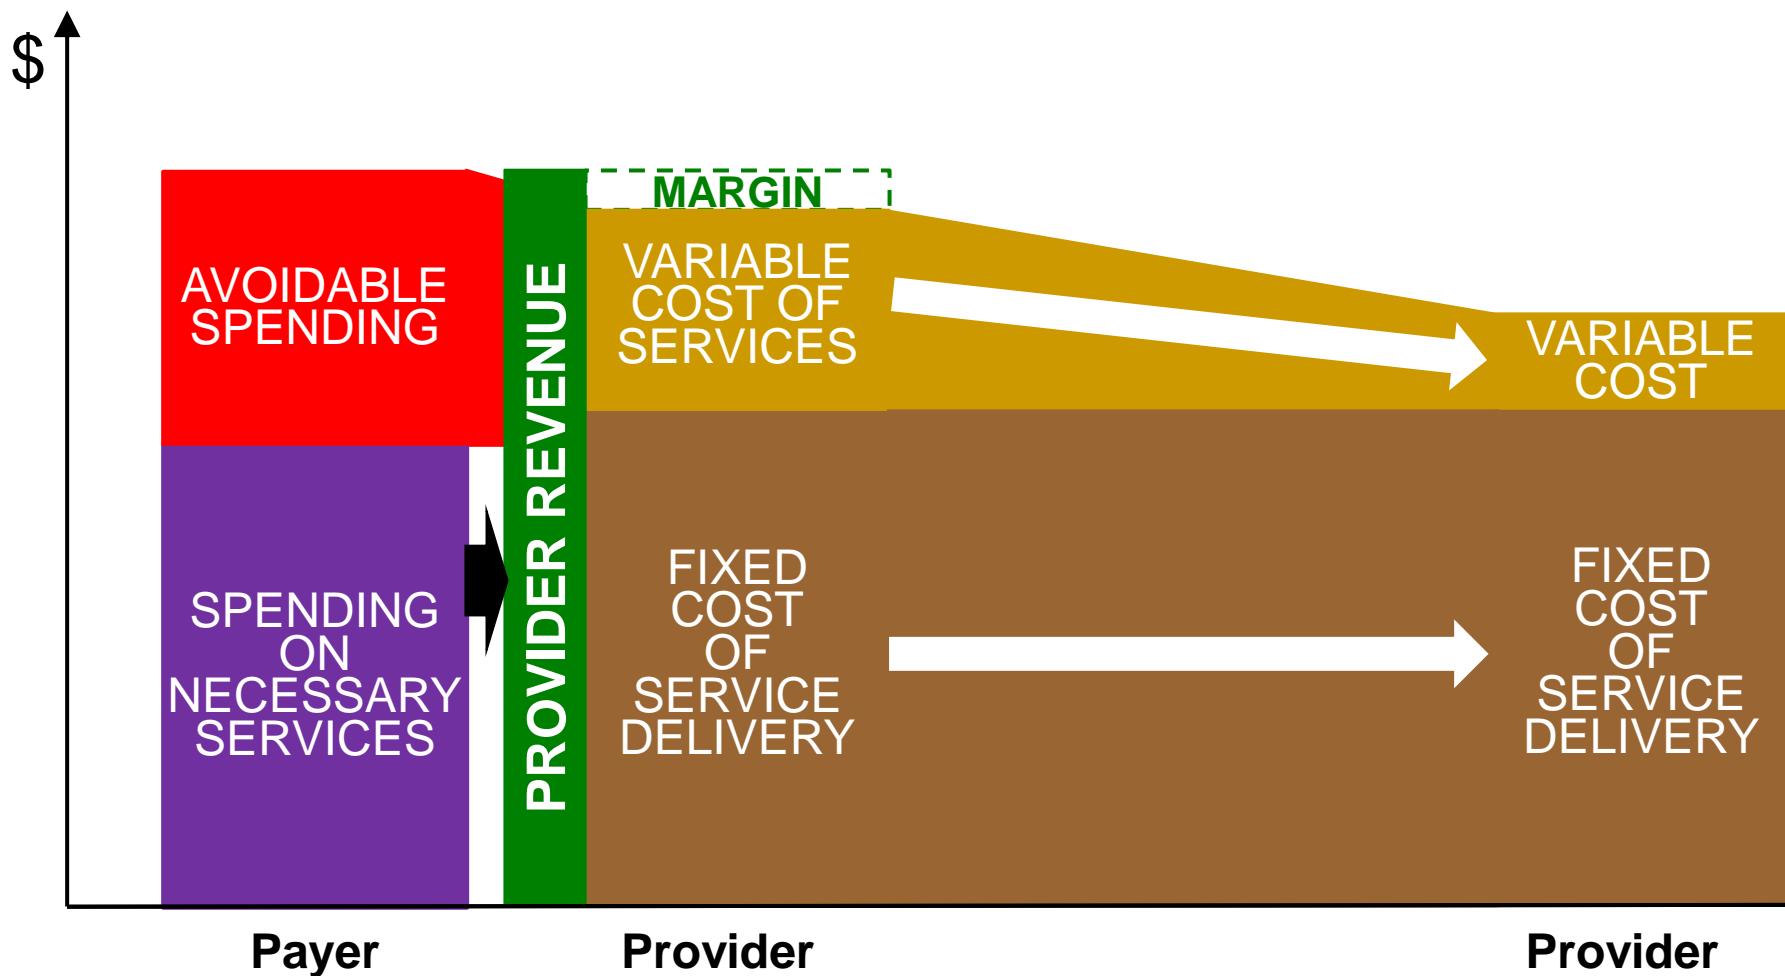 $
AVOIDABLE
SPENDING
SPENDING
ON
NECESSARY
SERVICES
PROVIDER REVENUE
MARGIN
VARIABLE
COST OF
SERVICES
FIXED
COST
OF
SERVICE
DELIVERY
VARIABLE
COST
FIXED
COST
OF
SERVICE
DELIVERY
Payer
Provider
Provider